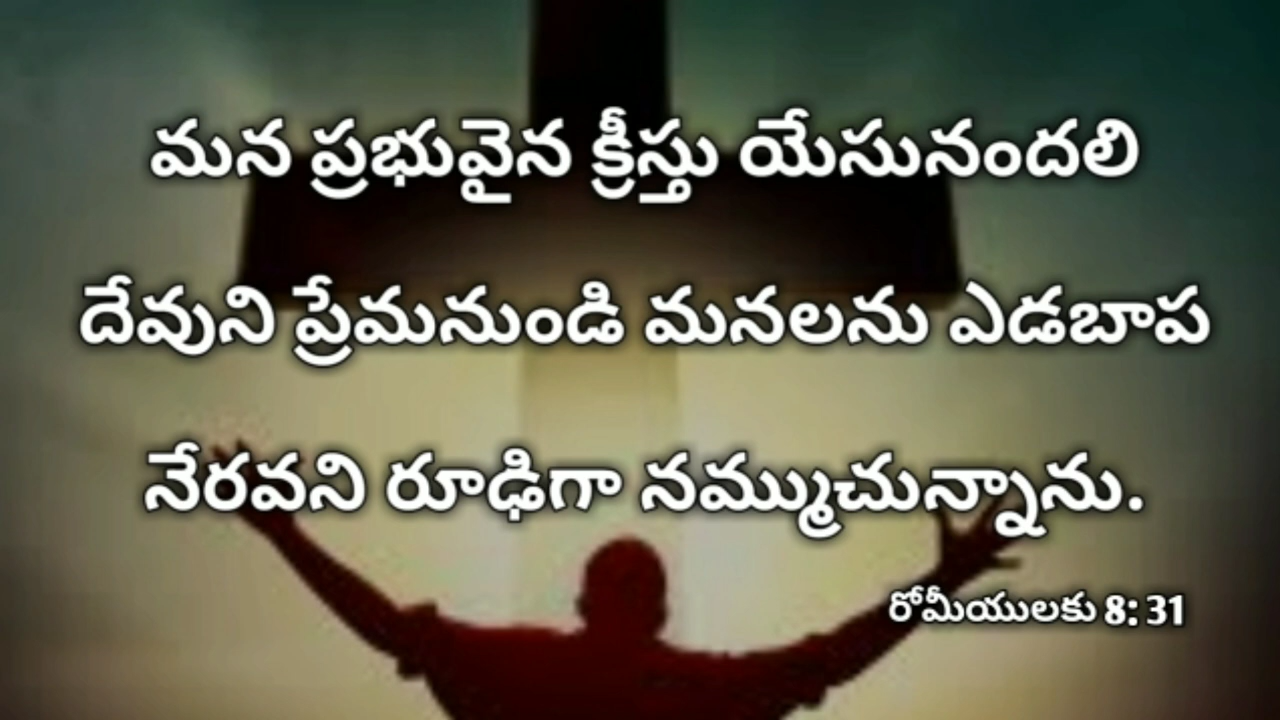 మన ప్రభువైన క్రీస్తు యేసునందలి
దేవుని ప్రేమనుండి మనలను ఎడబాప
నేరవని రూఢిగా నమ్ముచున్నాను.
రోమీయులకు 8: 31